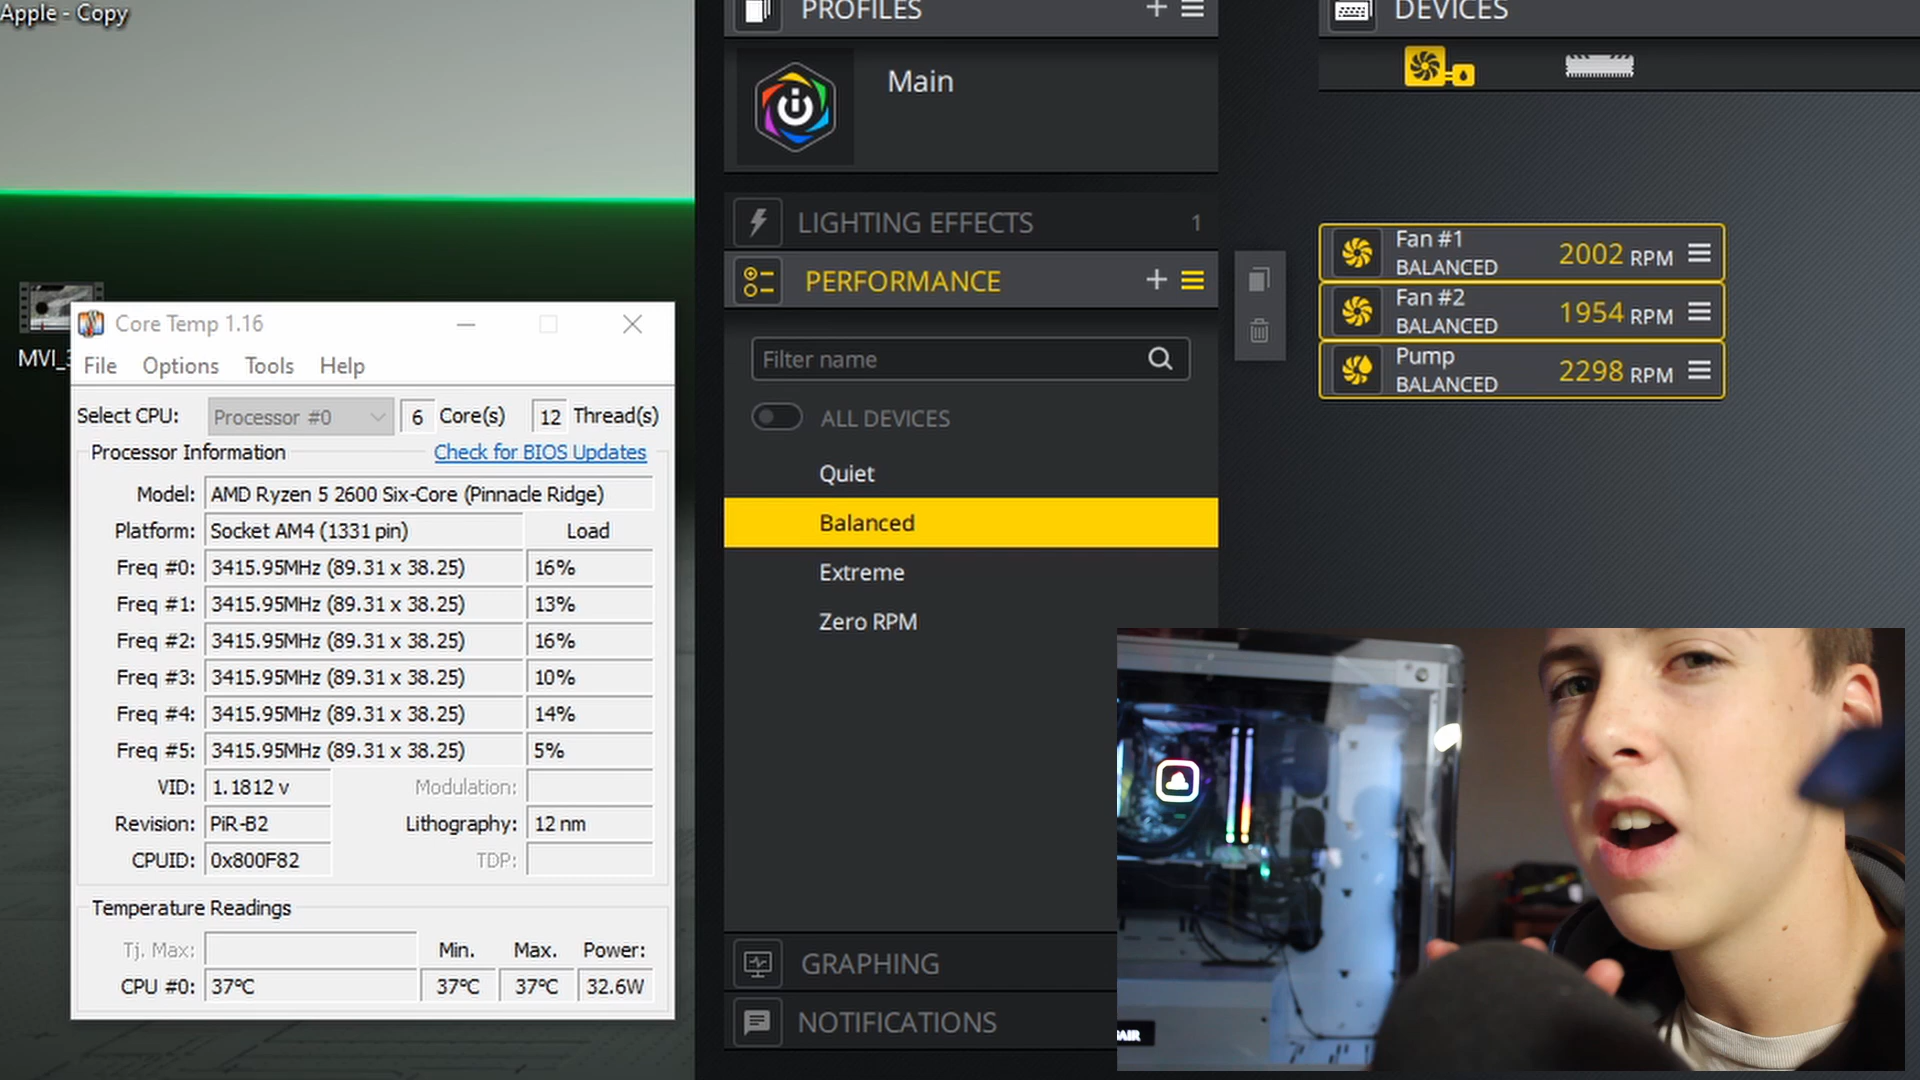 Apple - Copy
MVI_3
Core Temp 1.16
File Options Tools Help
Select CPU: Processor #0 6 Core(s) 12 Thread(s)
Processor Information Check for BIOS Updates
Model: AMD Ryzen 5 2600 Six-Core (Pinnacle Ridge)
Platform: Socket AM4 (1331 pin) Load
Freq #0: 3415.95MHz (89.31 x 38.25) 16%
Freq #1: 3415.95MHz (89.31 x 38.25) 13%
Freq #2: 3415.95MHz (89.31 x 38.25) 16%
Freq #3: 3415.95MHz (89.31 x 38.25) 10%
Freq #4: 3415.95MHz (89.31 x 38.25) 14%
Freq #5: 3415.95MHz (89.31 x 38.25) 5%
VID: 1.1812 v Modulation:
Revision: PiR-B2 Lithography: 12 nm
CPUID: 0x800F82 TDP:
Temperature Readings
Tj. Max: Min. Max. Power:
CPU #0: 37°C 37°C 37°C 32.6W
PROFILES
Main
LIGHTING EFFECTS 1
PERFORMANCE
Filter name
ALL DEVICES
Quiet
Balanced
Extreme
Zero RPM
GRAPHING
NOTIFICATIONS
DEVICES
Fan #1
BALANCED 2002 RPM
Fan #2
BALANCED 1954 RPM
Pump
BALANCED 2298 RPM
AIR